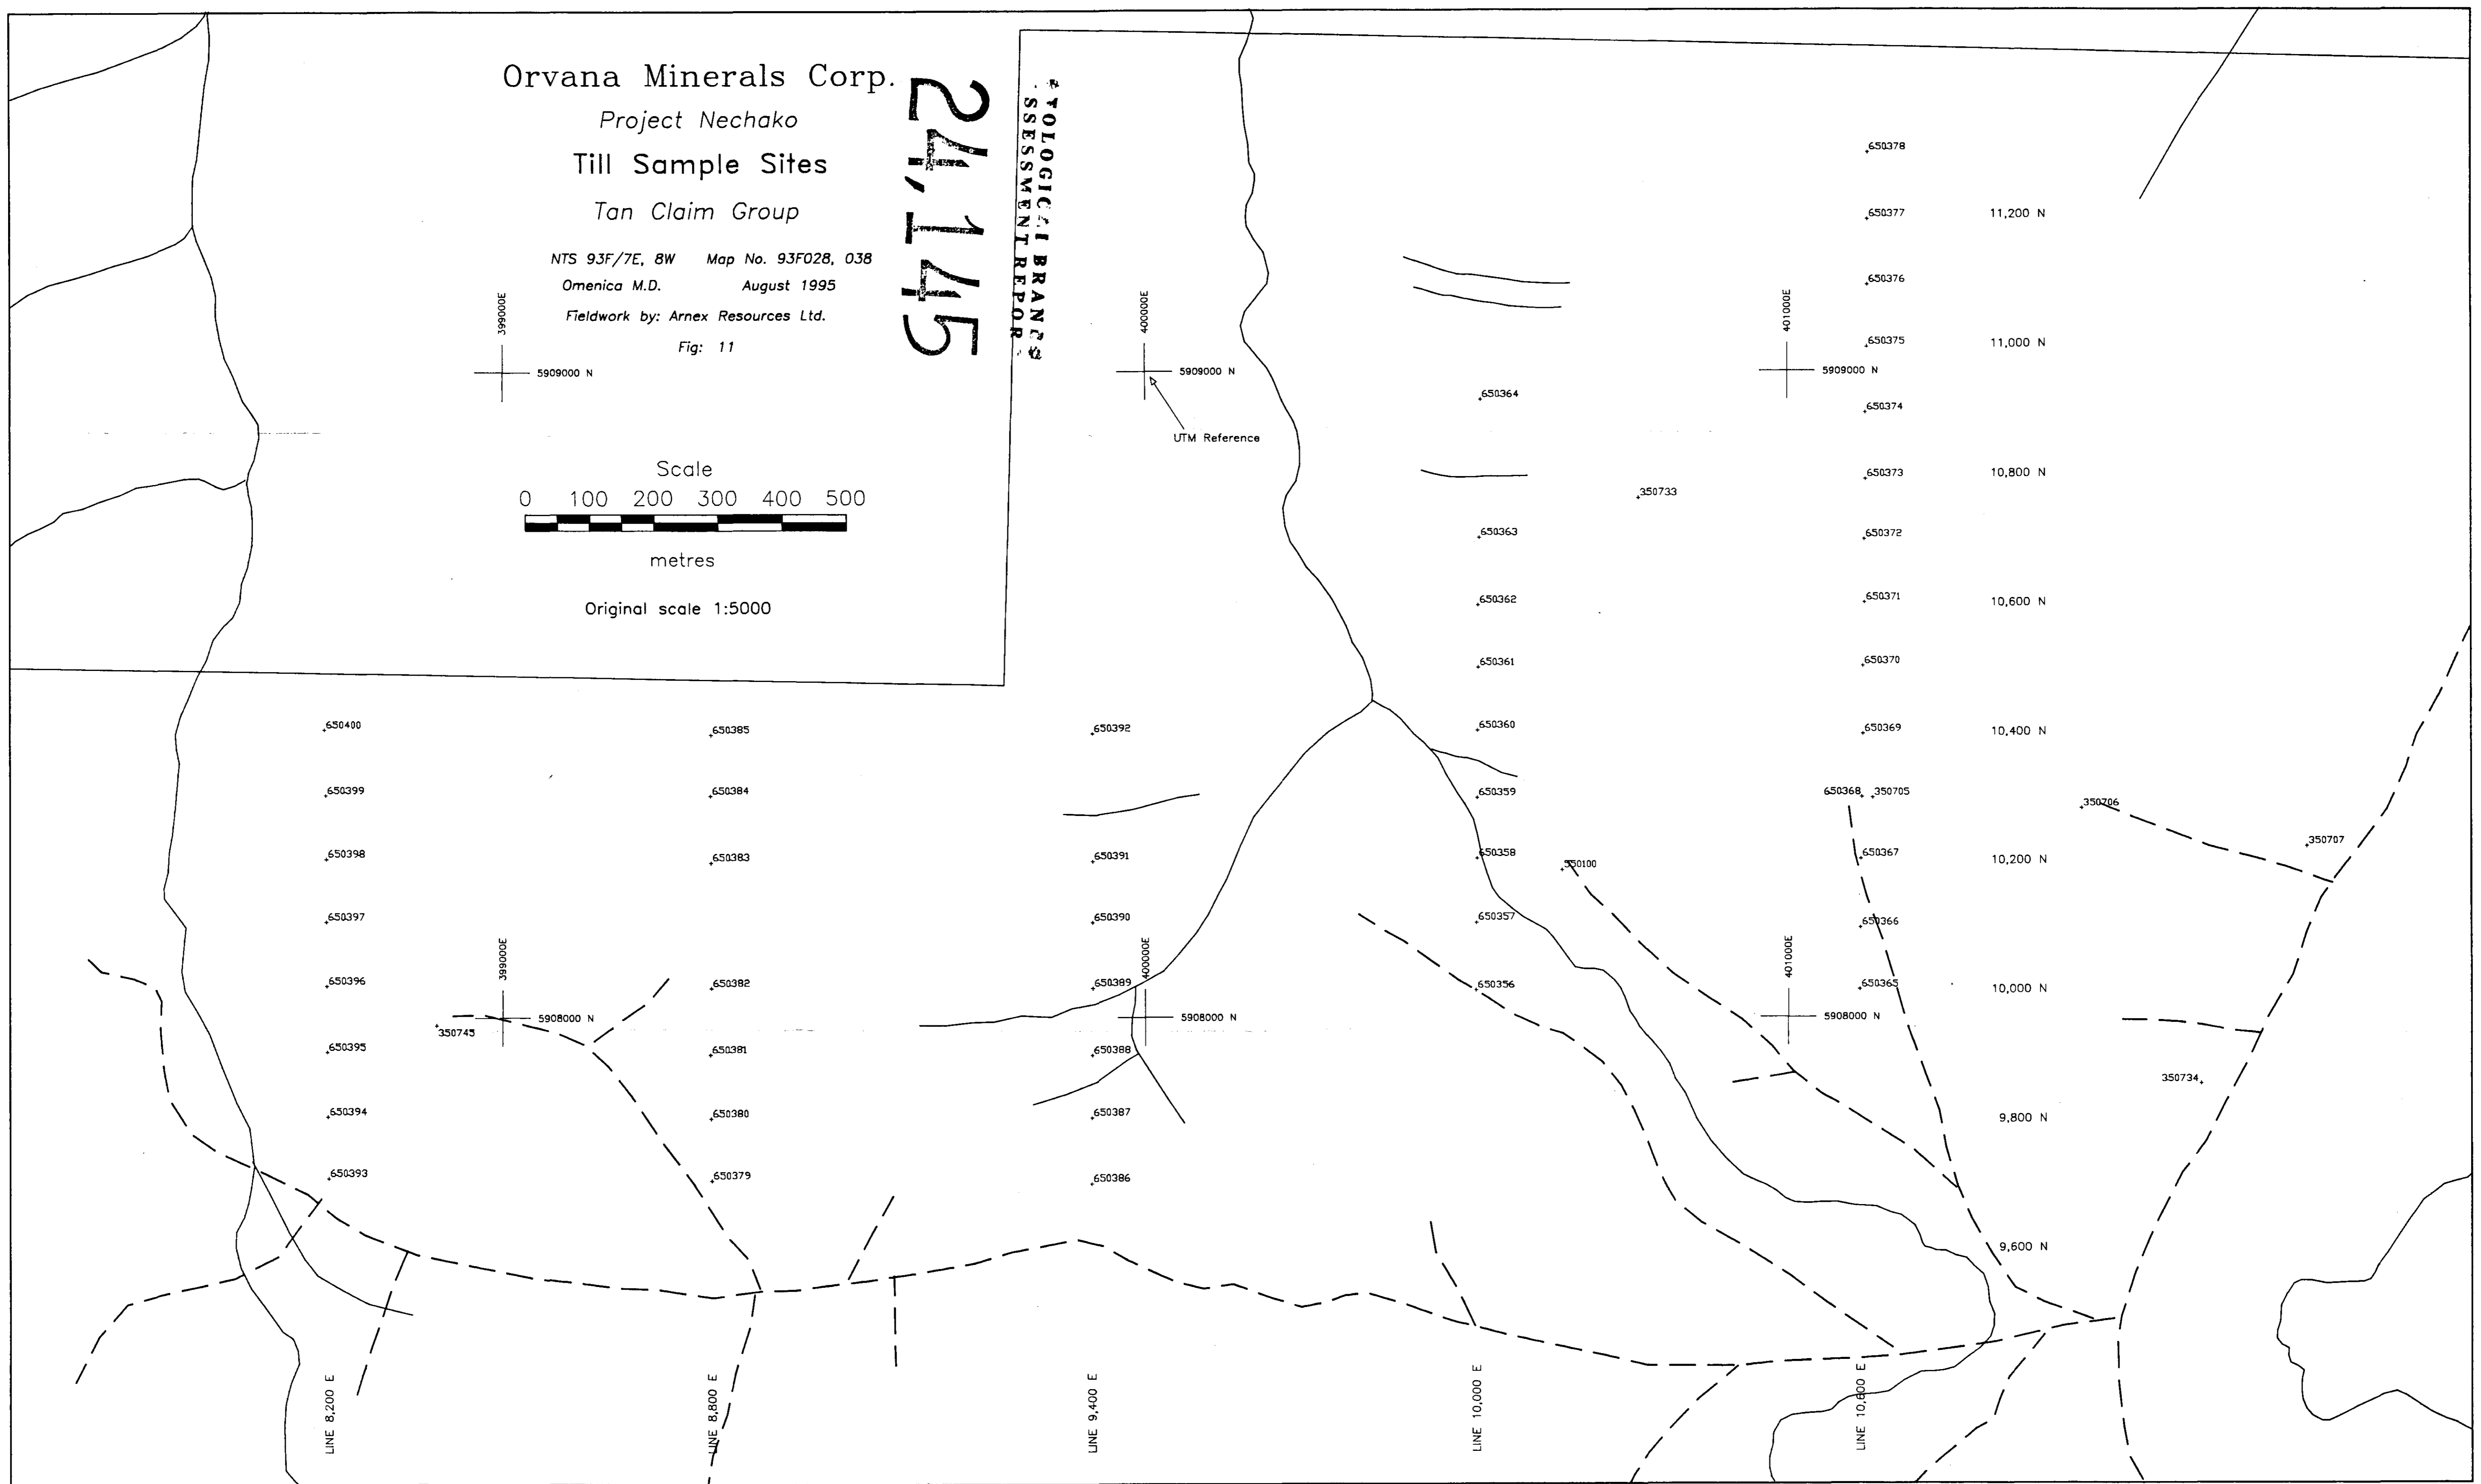 Orvana Minerals Corp.
Project Nechako
Till Sample Sites
Tan Claim Group
NTS 93F/7E, 8W Map No. 93F028, 038
Omenica M.D. August 1995
Fieldwork by: Arnex Resources Ltd.
Fig: 11
24,145
BRANC
SSESSMENT REPOR
399000E
5909000 N
400000E
5909000 N
UTM Reference
401000E
5909000 N
Scale
0 100 200 300 400 500
metres
Original scale 1:5000
650378
650377
11,200 N
650376
650375
11,000 N
650364
650374
650373
10,800 N
350733
650363
650372
650362
650371
10,600 N
650361
650370
650400
650385
650392
650360
650369
10,400 N
650399
650384
650359
650368
350705
350706
650398
650383
650391
650358
550100
650367
350707
10,200 N
650397
650390
650357
650366
399000E
400000E
401000E
650396
650382
650389
650356
650365
10,000 N
350745
5908000 N
5908000 N
5908000 N
650395
650381
650388
350734
650394
650380
650387
9,800 N
650393
650379
650386
9,600 N
LINE 8,200 E
LINE 8,800 E
LINE 9,400 E
LINE 10,000 E
LINE 10,600 E